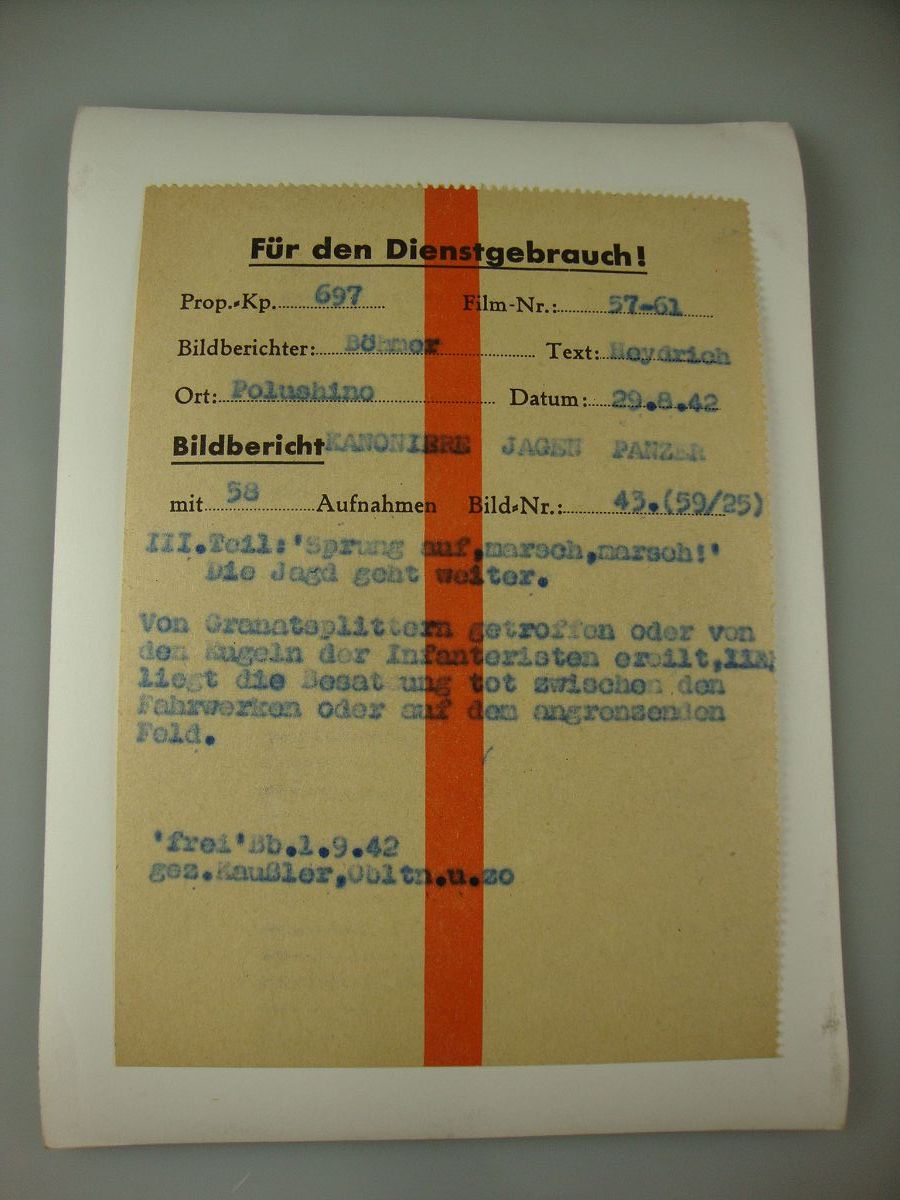 Für den Dienstgebrauch!
Prop.-Kp. 697 Film-Nr.: 57-61
Bildberichter: Böhmer Text: Heydrich
Ort: Polushino Datum: 29.8.42
Bildbericht KANONIERE JAGEN PANZER
mit 58 Aufnahmen Bild-Nr.: 43.(59/25)
III.Teil:'Sprung auf,marsch,marsch!'
Die Jagd geht weiter.
Von Granatsplittern getroffen oder von
den Kugeln der Infanteristen ereilt,
liegt die Besatzung tot zwischen den
Fahrwerken oder auf dem angrenzenden
Feld.
'frei'Bb.1.9.42
gez.Kaußler,Obltn.u.zo